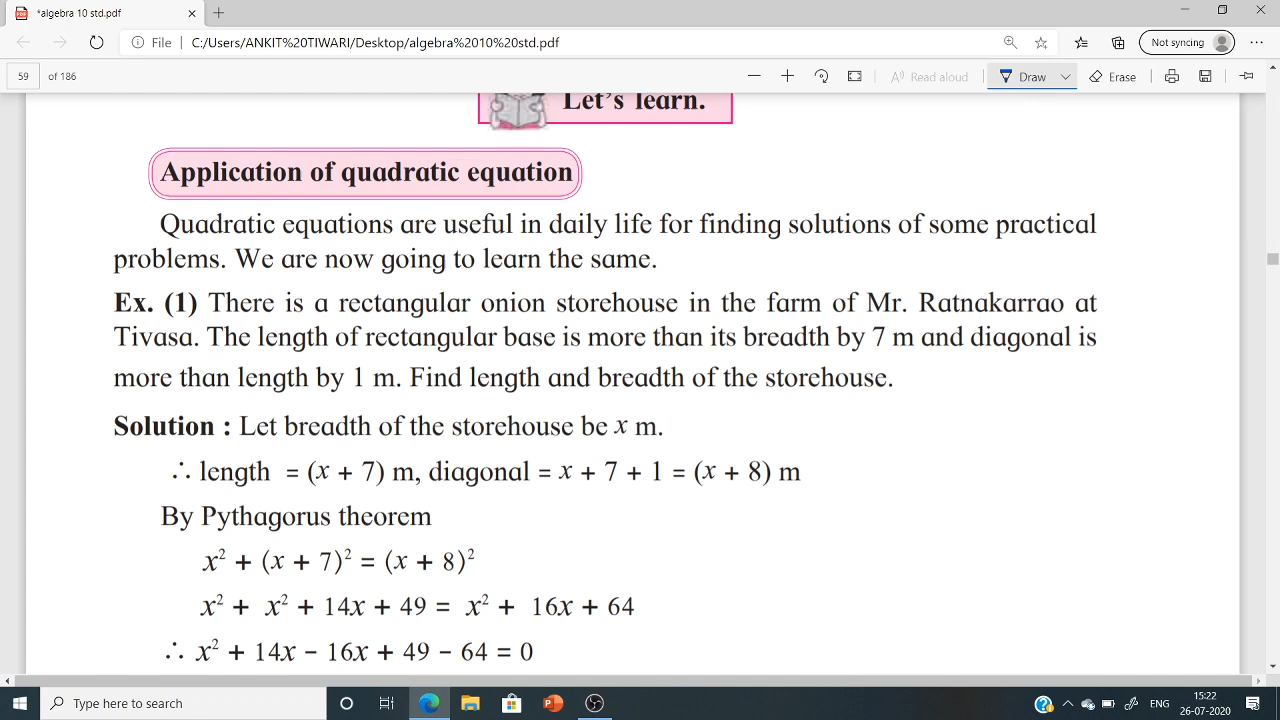 *algebra 10 std.pdf
File | C:/Users/ANKIT%20TIWARI/Desktop/algebra%2010%20std.pdf
Not syncing
59 of 186
Read aloud
Draw
Erase
Let's learn.
Application of quadratic equation
Quadratic equations are useful in daily life for finding solutions of some practical
problems. We are now going to learn the same.
Ex. (1) There is a rectangular onion storehouse in the farm of Mr. Ratnakarrao at
Tivasa. The length of rectangular base is more than its breadth by 7 m and diagonal is
more than length by 1 m. Find length and breadth of the storehouse.
Solution : Let breadth of the storehouse be x m.
∴ length = (x + 7) m, diagonal = x + 7 + 1 = (x + 8) m
By Pythagorus theorem
x² + (x + 7)² = (x + 8)²
x² + x² + 14x + 49 = x² + 16x + 64
∴ x² + 14x − 16x + 49 − 64 = 0
Type here to search
ENG
15:22
26-07-2020